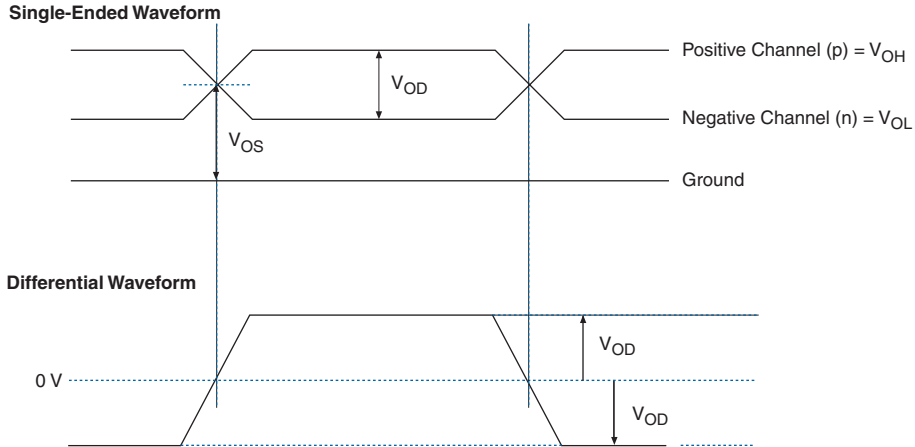 Single-Ended Waveform
Positive Channel (p) = VOH
VOD
Negative Channel (n) = VOL
VOS
Ground
Differential Waveform
VOD
0 V
VOD